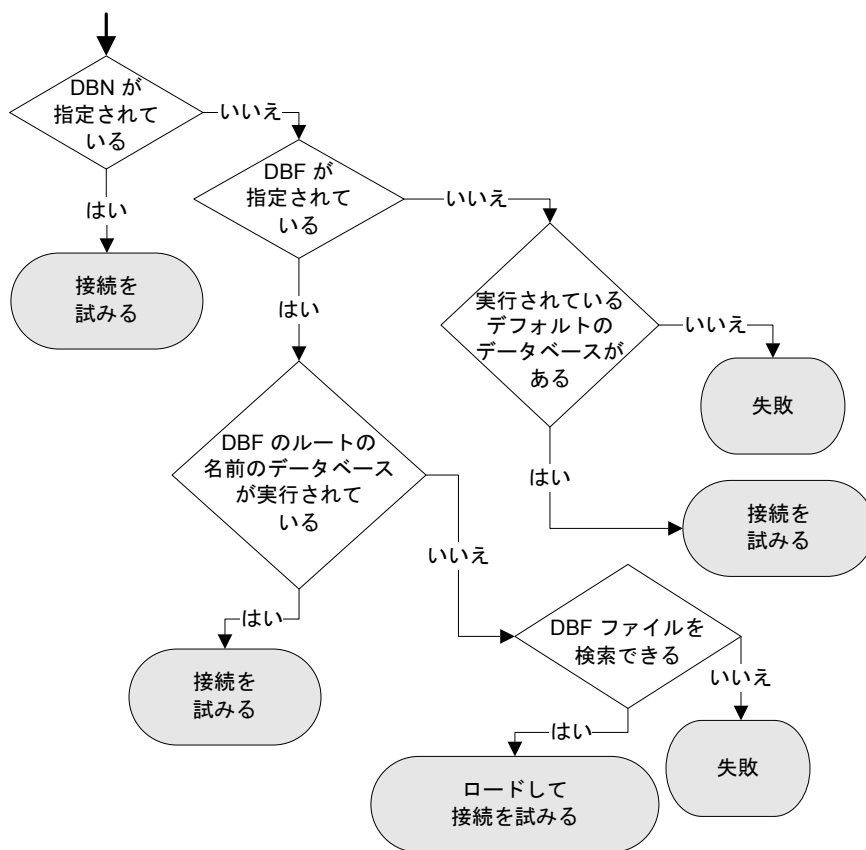 DBN が
指定されて
いる
いいえ
はい
接続を
試みる
DBF が
指定されて
いる
いいえ
はい
実行されている
デフォルトの
データベースが
ある
いいえ
失敗
はい
接続を
試みる
DBF のルートの
名前のデータベース
が実行されて
いる
いいえ
はい
接続を
試みる
DBF ファイルを
検索できる
いいえ
失敗
はい
ロードして
接続を試みる